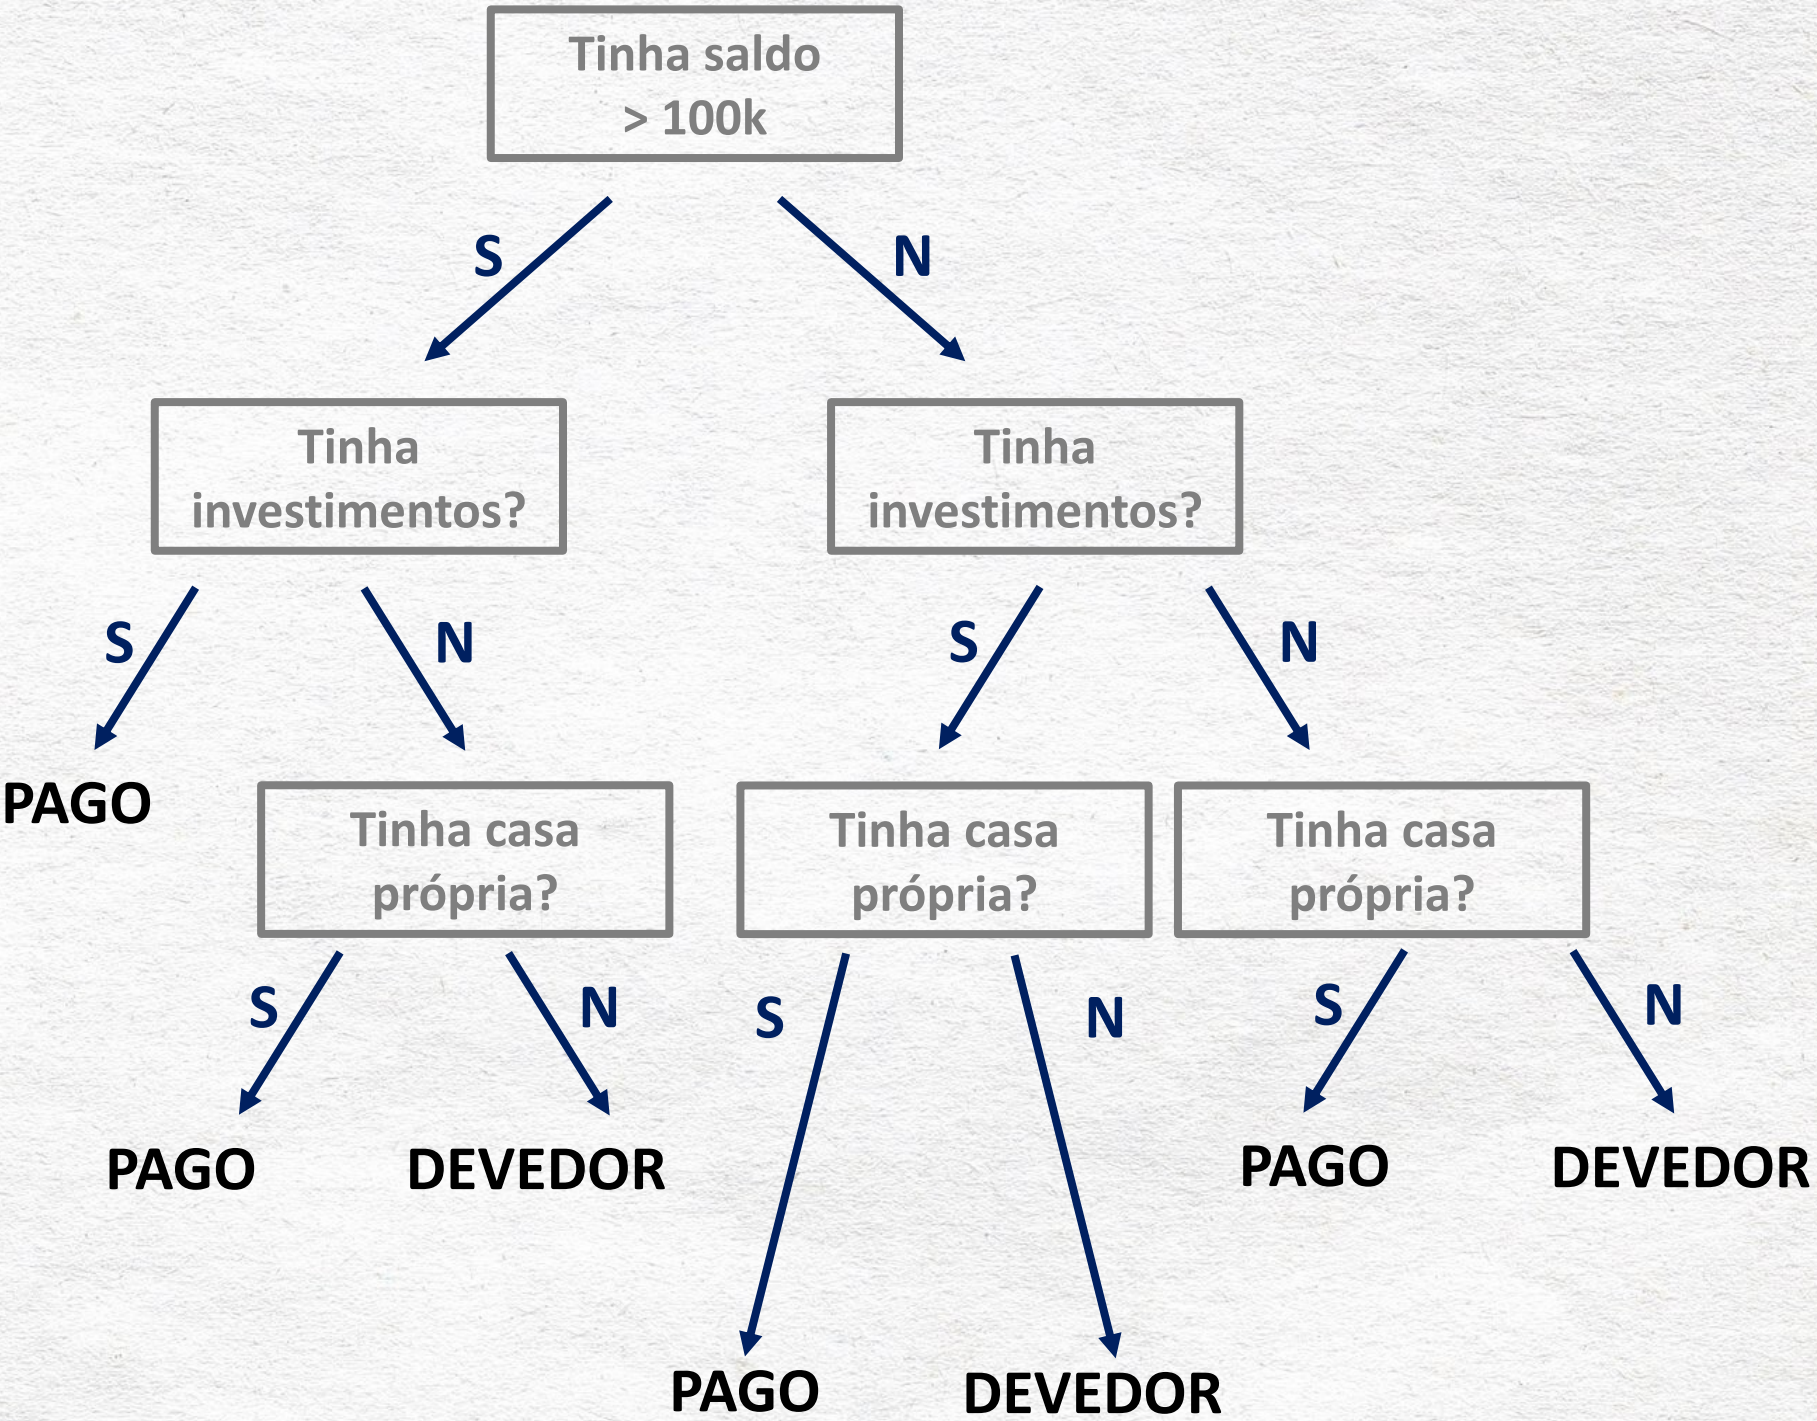 Tinha saldo
> 100k
S
N
Tinha
investimentos?
Tinha
investimentos?
S
N
S
N
PAGO
Tinha casa
própria?
Tinha casa
própria?
Tinha casa
própria?
S
N
S
N
S
N
PAGO
DEVEDOR
PAGO
DEVEDOR
PAGO
DEVEDOR